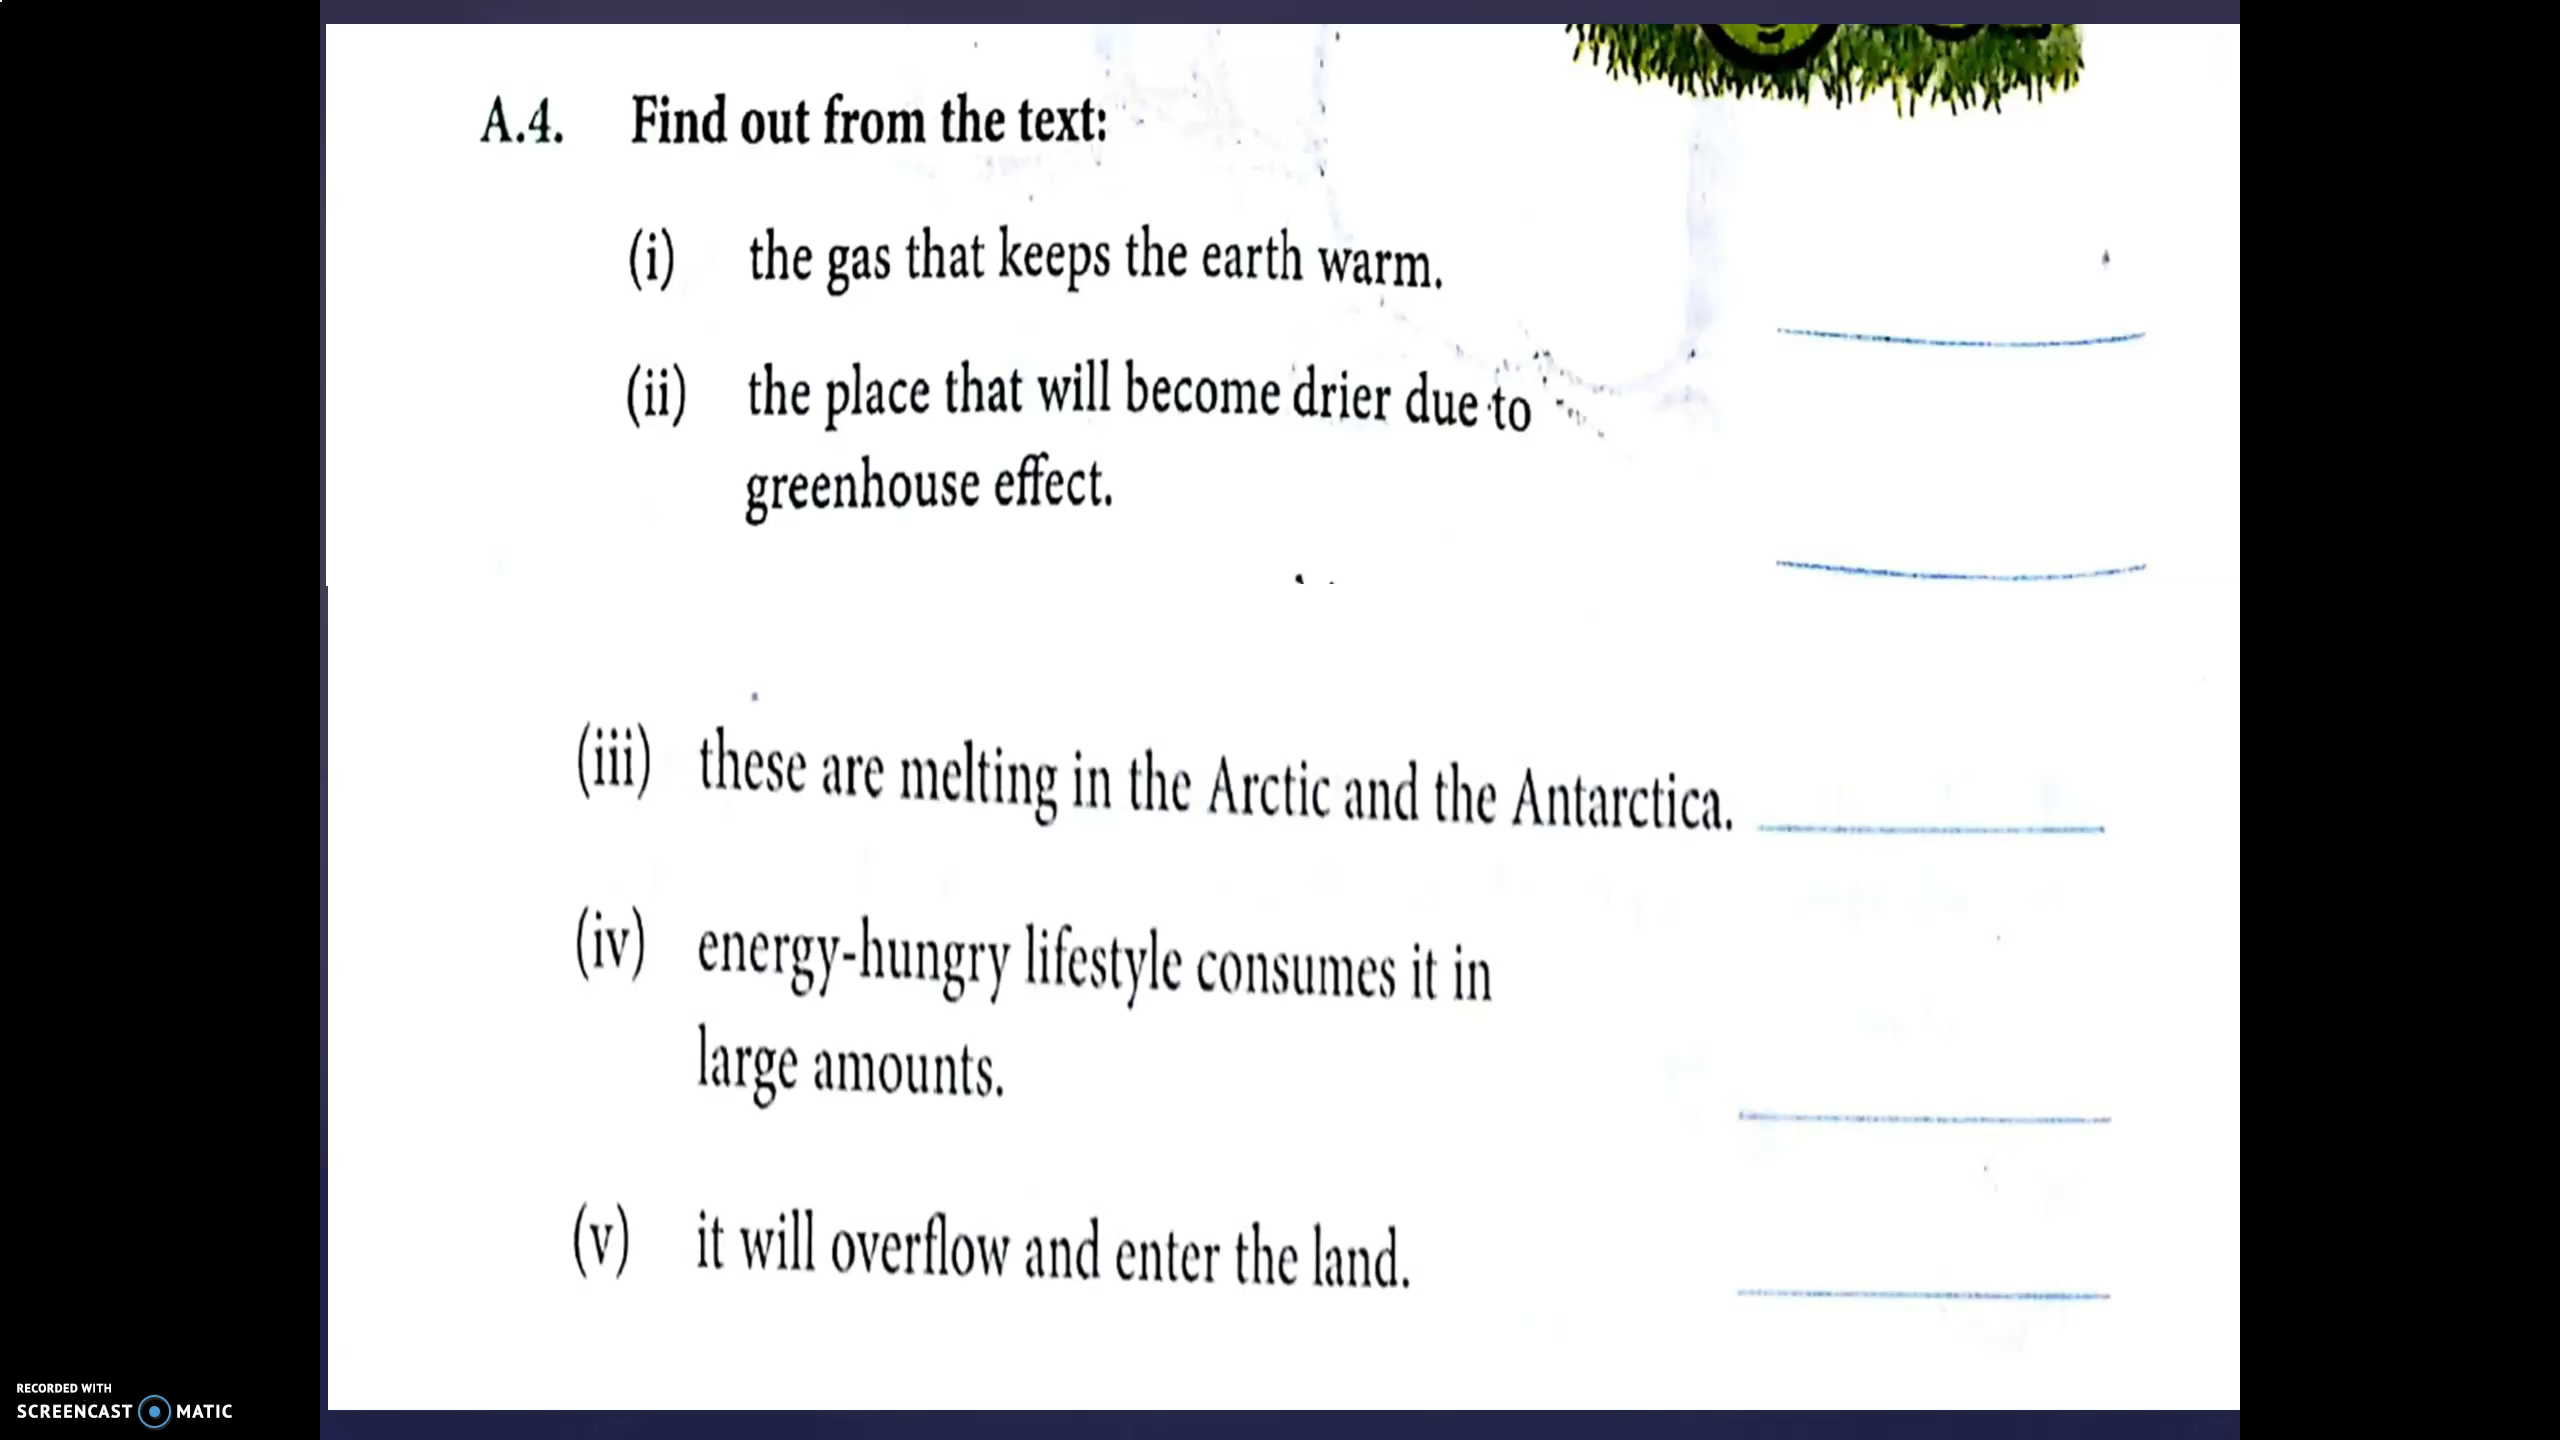 A.4. Find out from the text:
(i) the gas that keeps the earth warm.
(ii) the place that will become drier due to
greenhouse effect.
(iii) these are melting in the Arctic and the Antarctica.
(iv) energy-hungry lifestyle consumes it in
large amounts.
(v) it will overflow and enter the land.
RECORDED WITH
SCREENCAST MATIC